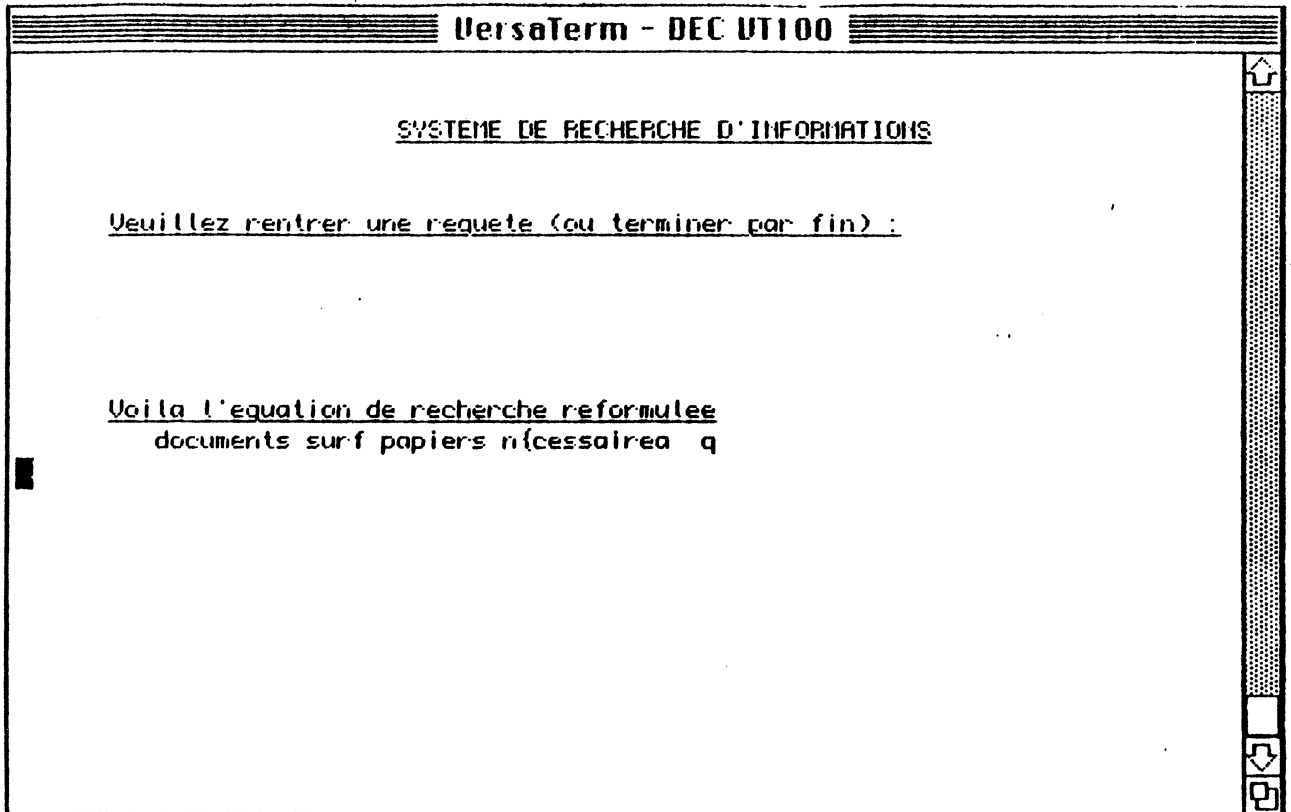 VersaTerm - DEC VT100
SYSTEME DE RECHERCHE D'INFORMATIONS
Veuillez rentrer une requete (ou terminer par fin) :
Voila l'equation de recherche reformulee
documents surf papiers n{cessairea q